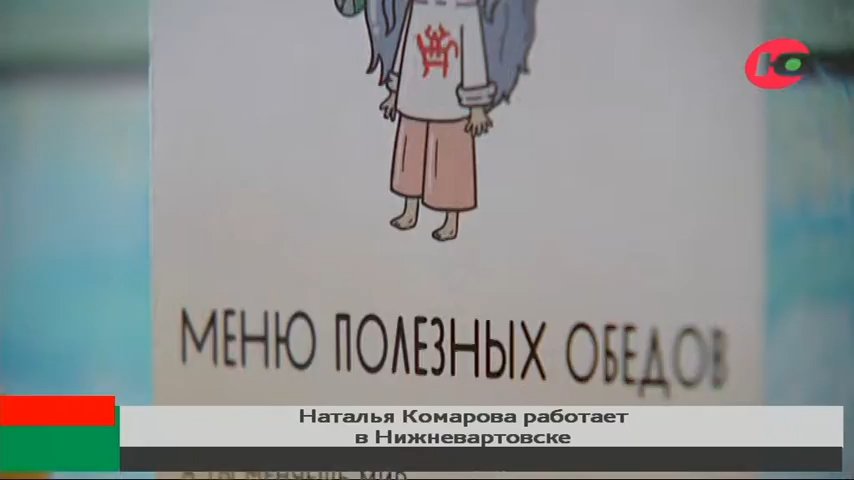 Ю
МЕНЮ ПОЛЕЗНЫХ ОБЕДОВ
Наталья Комарова работает
в Нижневартовске